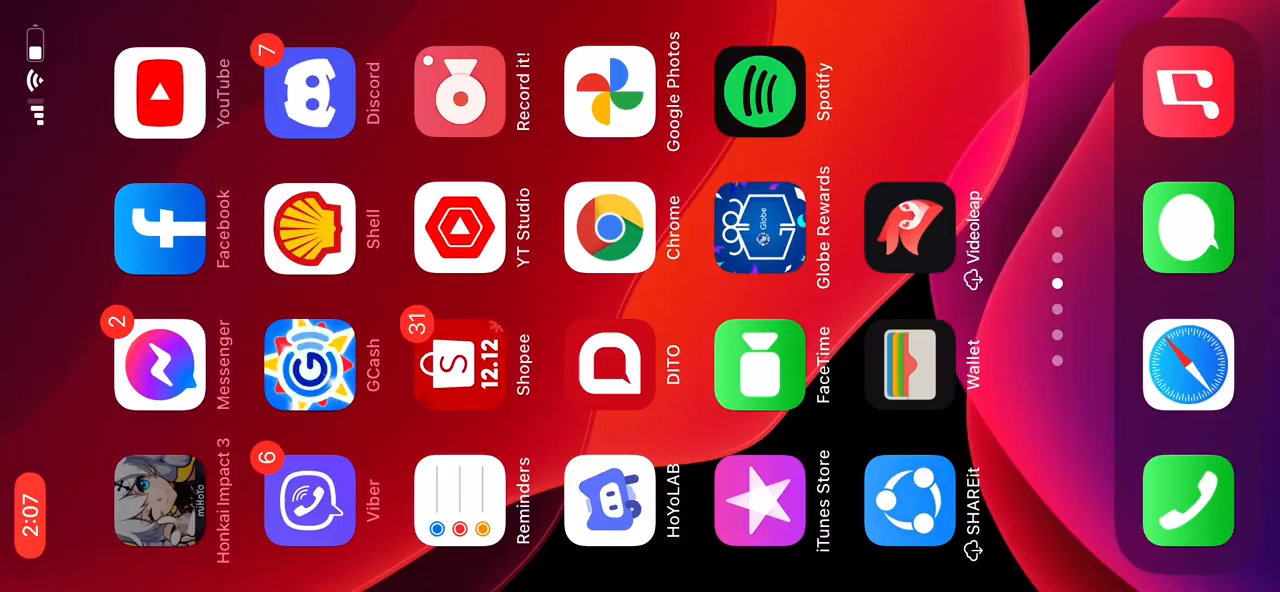 2:07
miHoYo
Honkai Impact 3
2
Messenger
Facebook
YouTube
6
Viber
G
GCash
Shell
7
Discord
Reminders
31
S
12.12
Shopee
YT Studio
Record it!
HoYoLAB
DITO
Chrome
Google Photos
iTunes Store
FaceTime
Globe
Globe Rewards
Spotify
SHAREit
Wallet
Videoleap